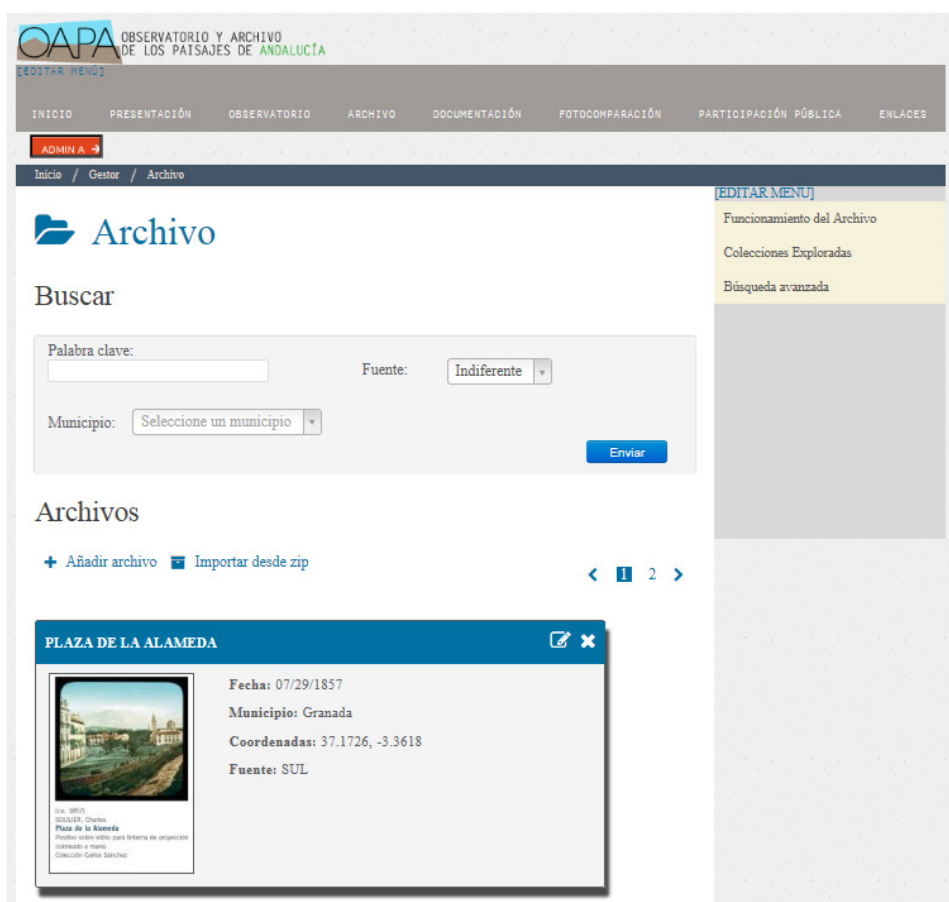 OAPA OBSERVATORIO Y ARCHIVO
DE LOS PAISAJES DE ANDALUCÍA
[EDITAR MENÚ]
INICIO PRESENTACIÓN OBSERVATORIO ARCHIVO DOCUMENTACIÓN FOTOCOMPARACIÓN PARTICIPACIÓN PÚBLICA ENLACES
ADMIN A
Inicio / Gestor / Archivo
[EDITAR MENU]
Funcionamiento del Archivo
Colecciones Exploradas
Búsqueda avanzada
Archivo
Buscar
Palabra clave:
Fuente: Indiferente
Municipio: Seleccione un municipio
Enviar
Archivos
Añadir archivo Importar desde zip
1 2
PLAZA DE LA ALAMEDA
Fecha: 07/29/1857
Municipio: Granada
Coordenadas: 37.1726, -3.3618
Fuente: SUL
[ca. 1857]
SOULIER, Charles
Plaza de la Alameda
Positivo sobre vidrio para linterna de proyección
coloreado a mano.
Colección Carlos Sánchez